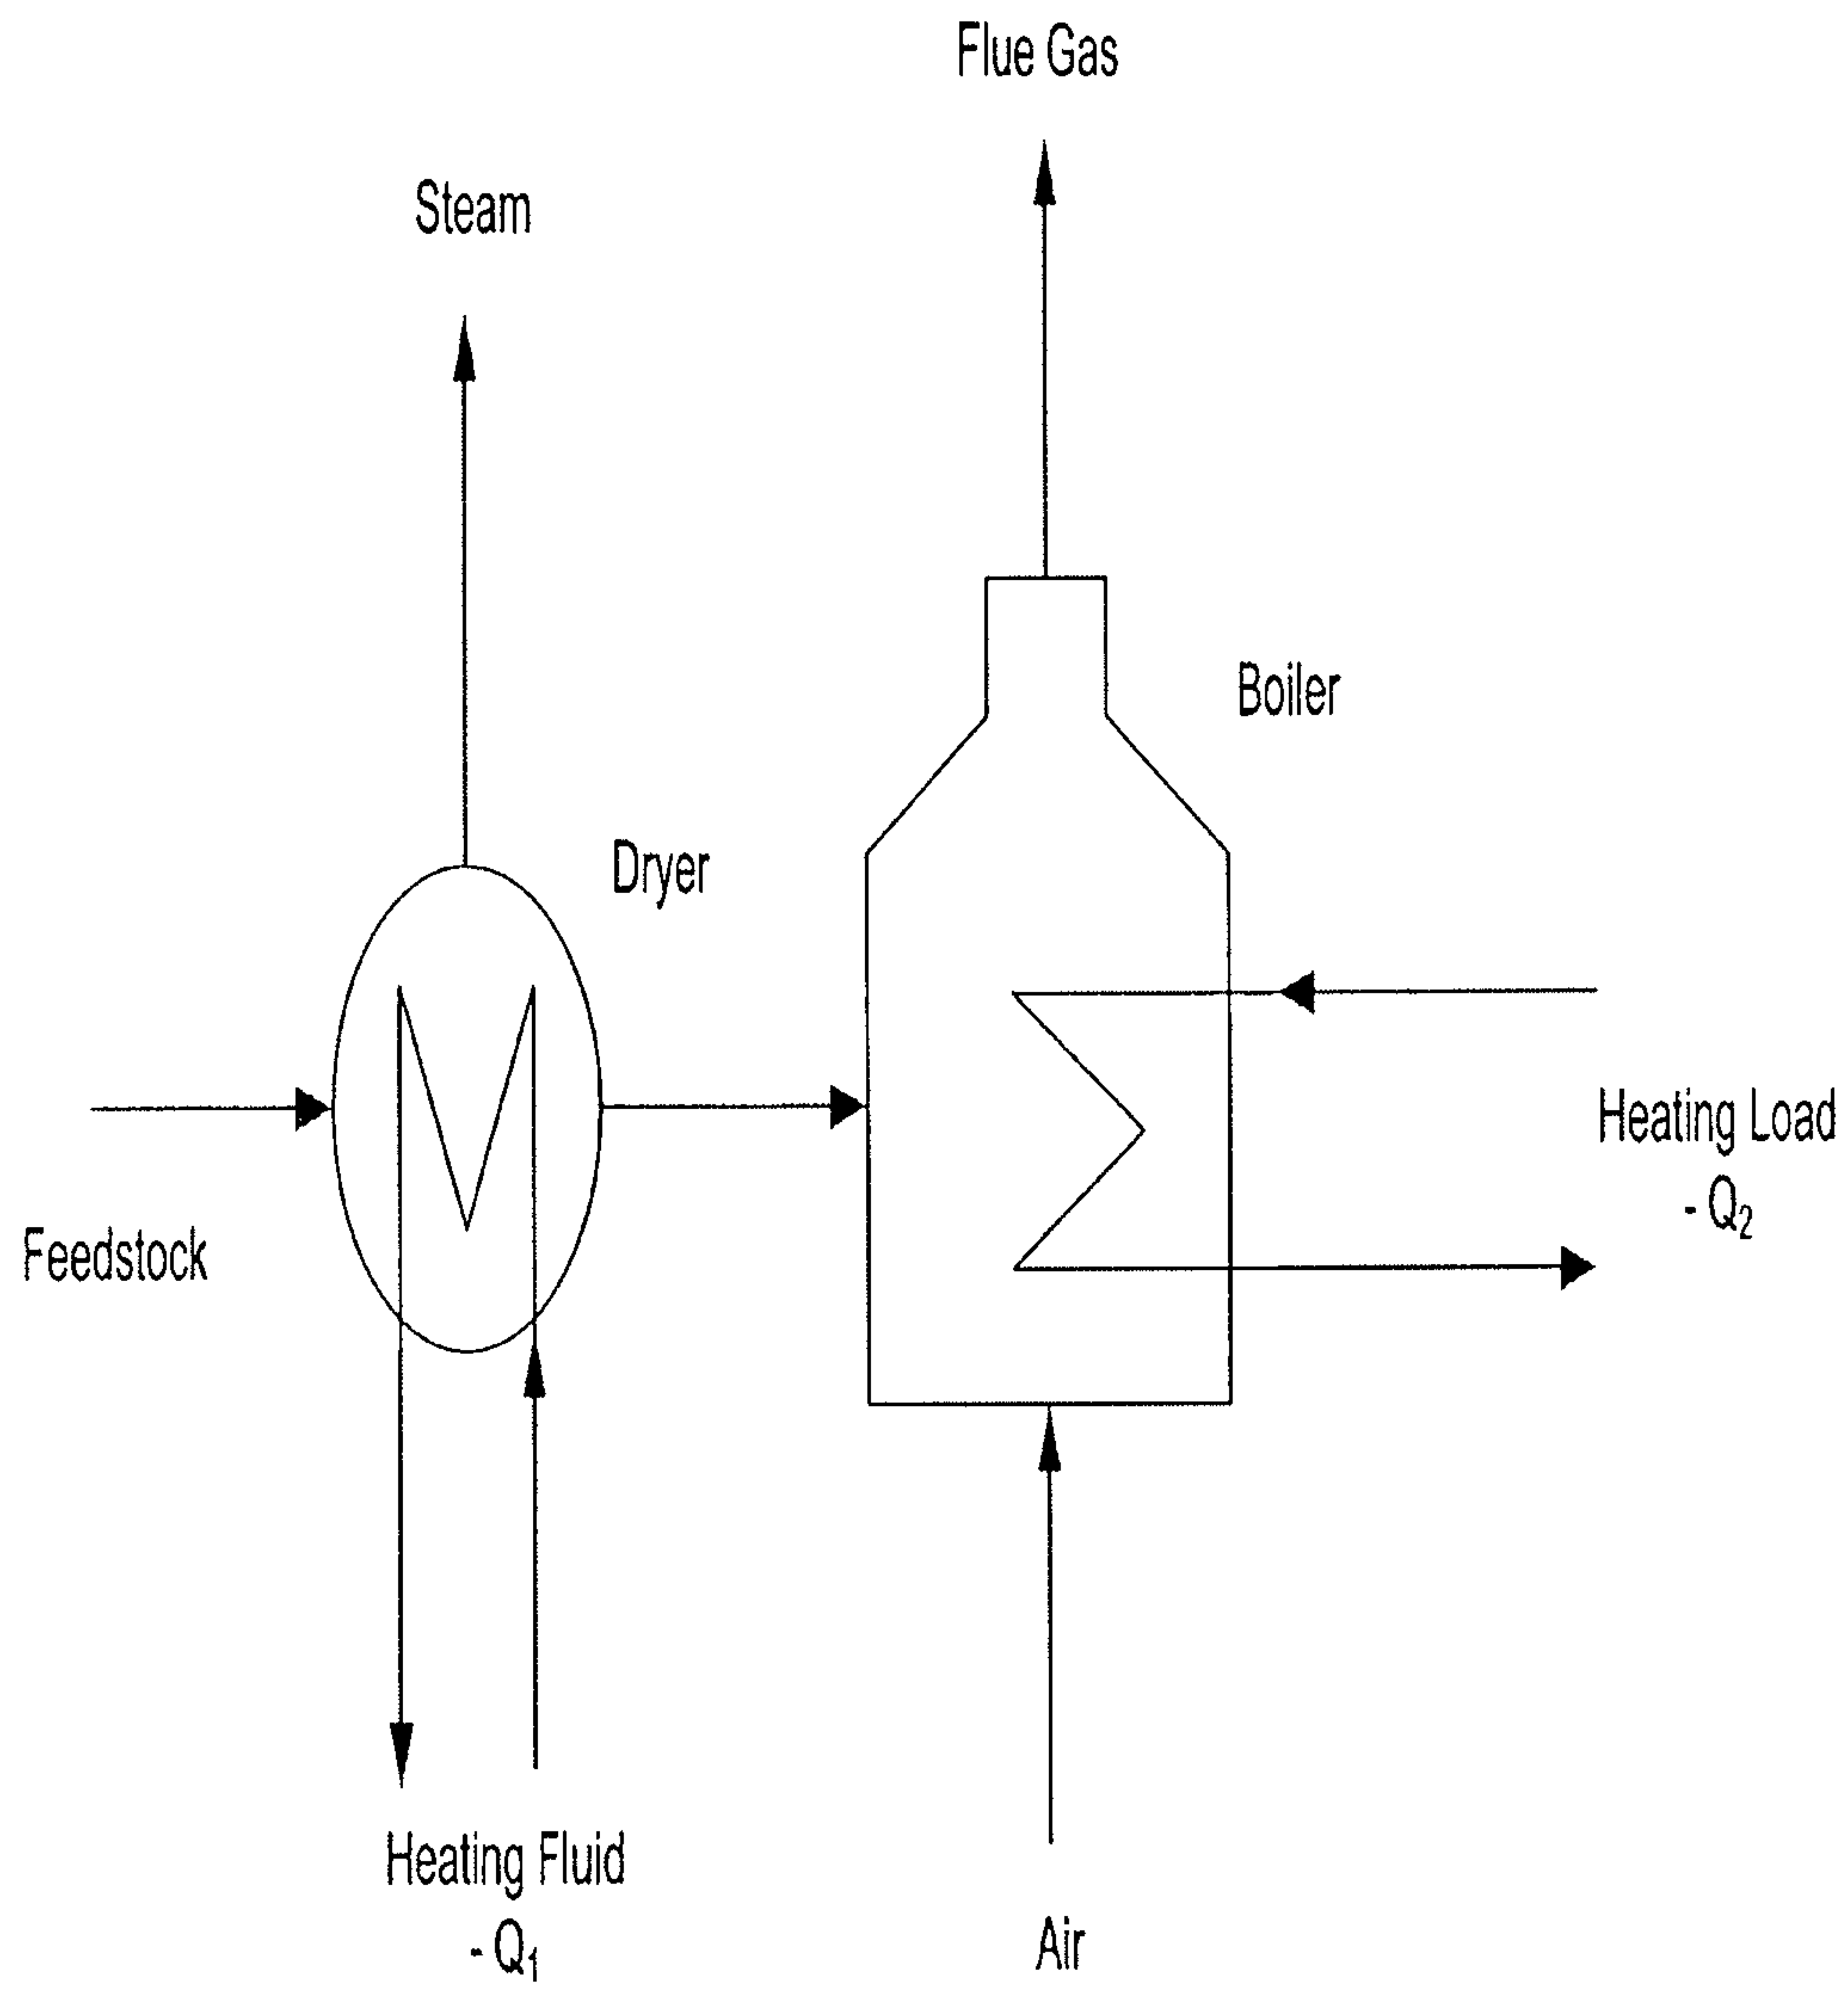 Flue Gas
Steam
Boiler
Dryer
Heating Load
- Q2
Feedstock
Heating Fluid
- Q1
Air